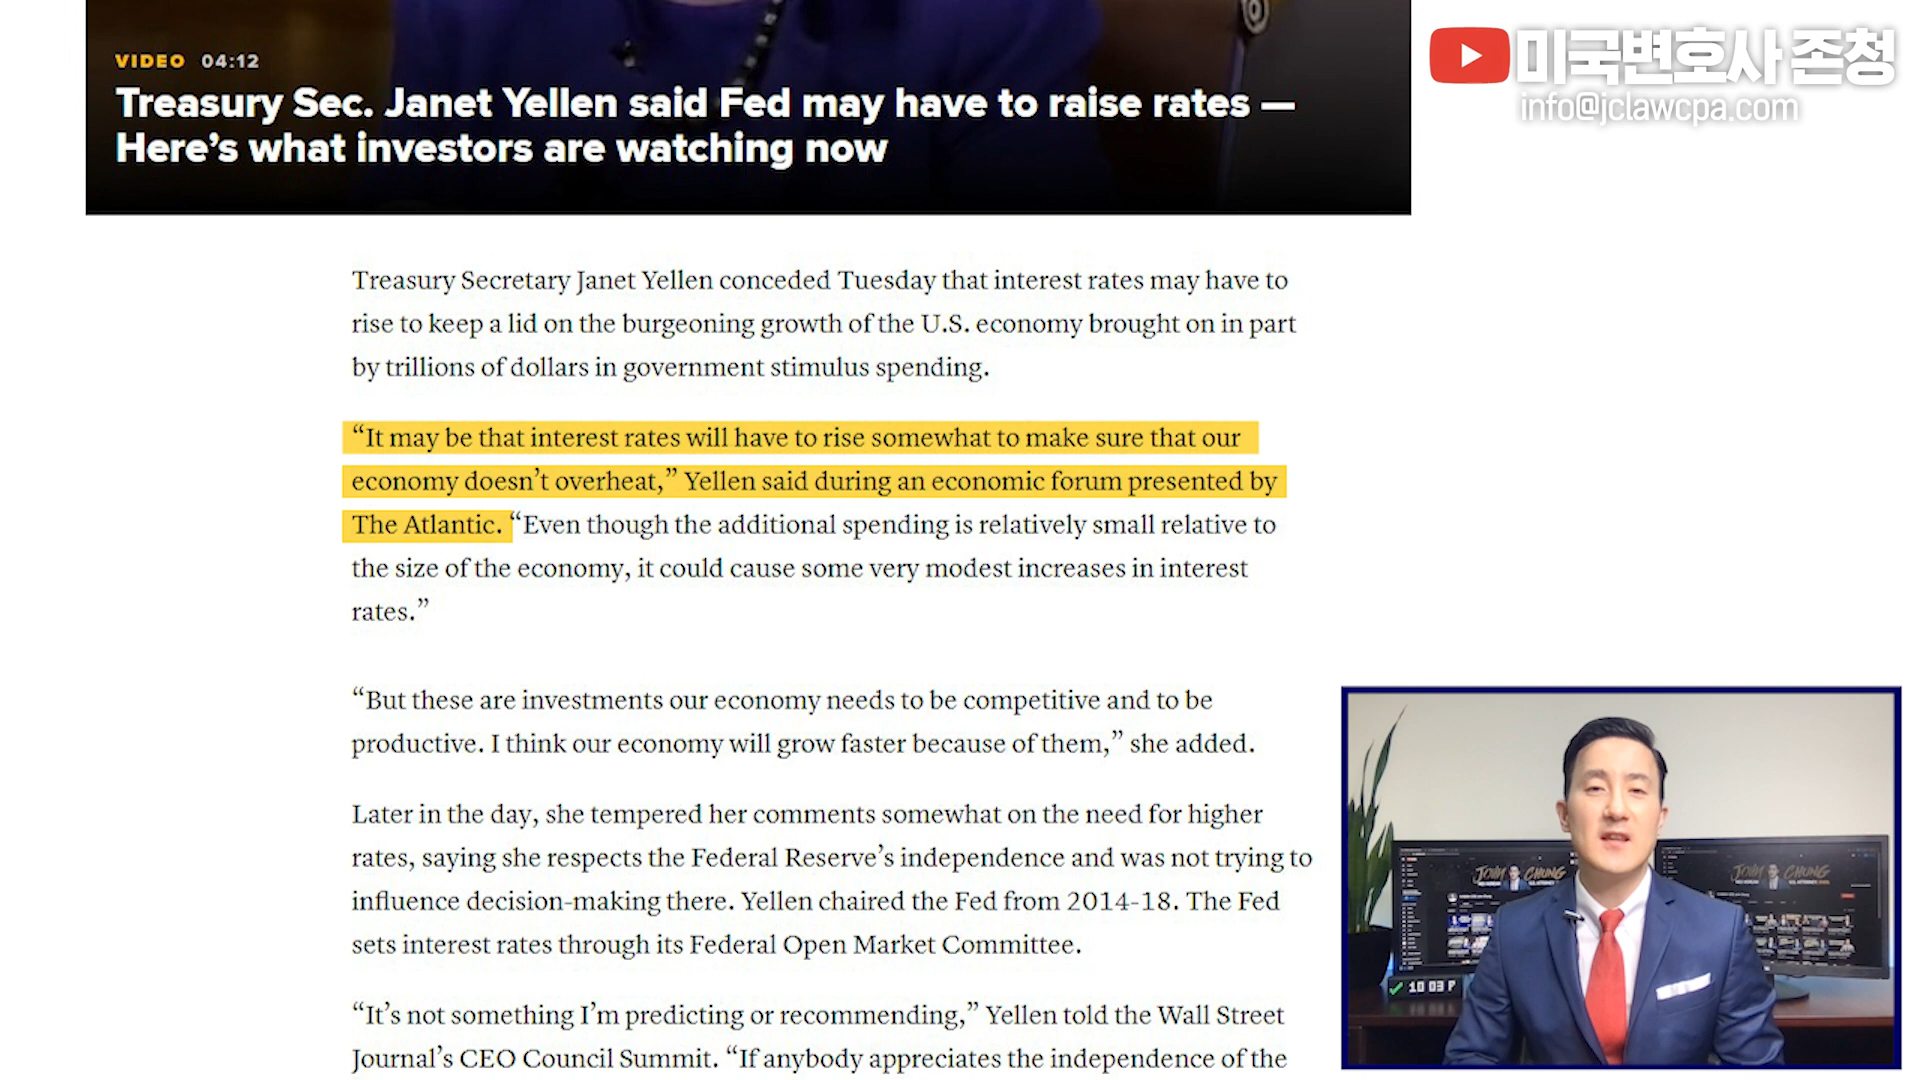 VIDEO 04:12
Treasury Sec. Janet Yellen said Fed may have to raise rates —
Here’s what investors are watching now
미국변호사 존청
info@jclawcpa.com
Treasury Secretary Janet Yellen conceded Tuesday that interest rates may have to
rise to keep a lid on the burgeoning growth of the U.S. economy brought on in part
by trillions of dollars in government stimulus spending.
“It may be that interest rates will have to rise somewhat to make sure that our
economy doesn’t overheat,” Yellen said during an economic forum presented by
The Atlantic. “Even though the additional spending is relatively small relative to
the size of the economy, it could cause some very modest increases in interest
rates.”
“But these are investments our economy needs to be competitive and to be
productive. I think our economy will grow faster because of them,” she added.
Later in the day, she tempered her comments somewhat on the need for higher
rates, saying she respects the Federal Reserve’s independence and was not trying to
influence decision-making there. Yellen chaired the Fed from 2014-18. The Fed
sets interest rates through its Federal Open Market Committee.
“It’s not something I’m predicting or recommending,” Yellen told the Wall Street
Journal’s CEO Council Summit. “If anybody appreciates the independence of the
JOHN CHUNG
JOHN CHUNG
10 03 P